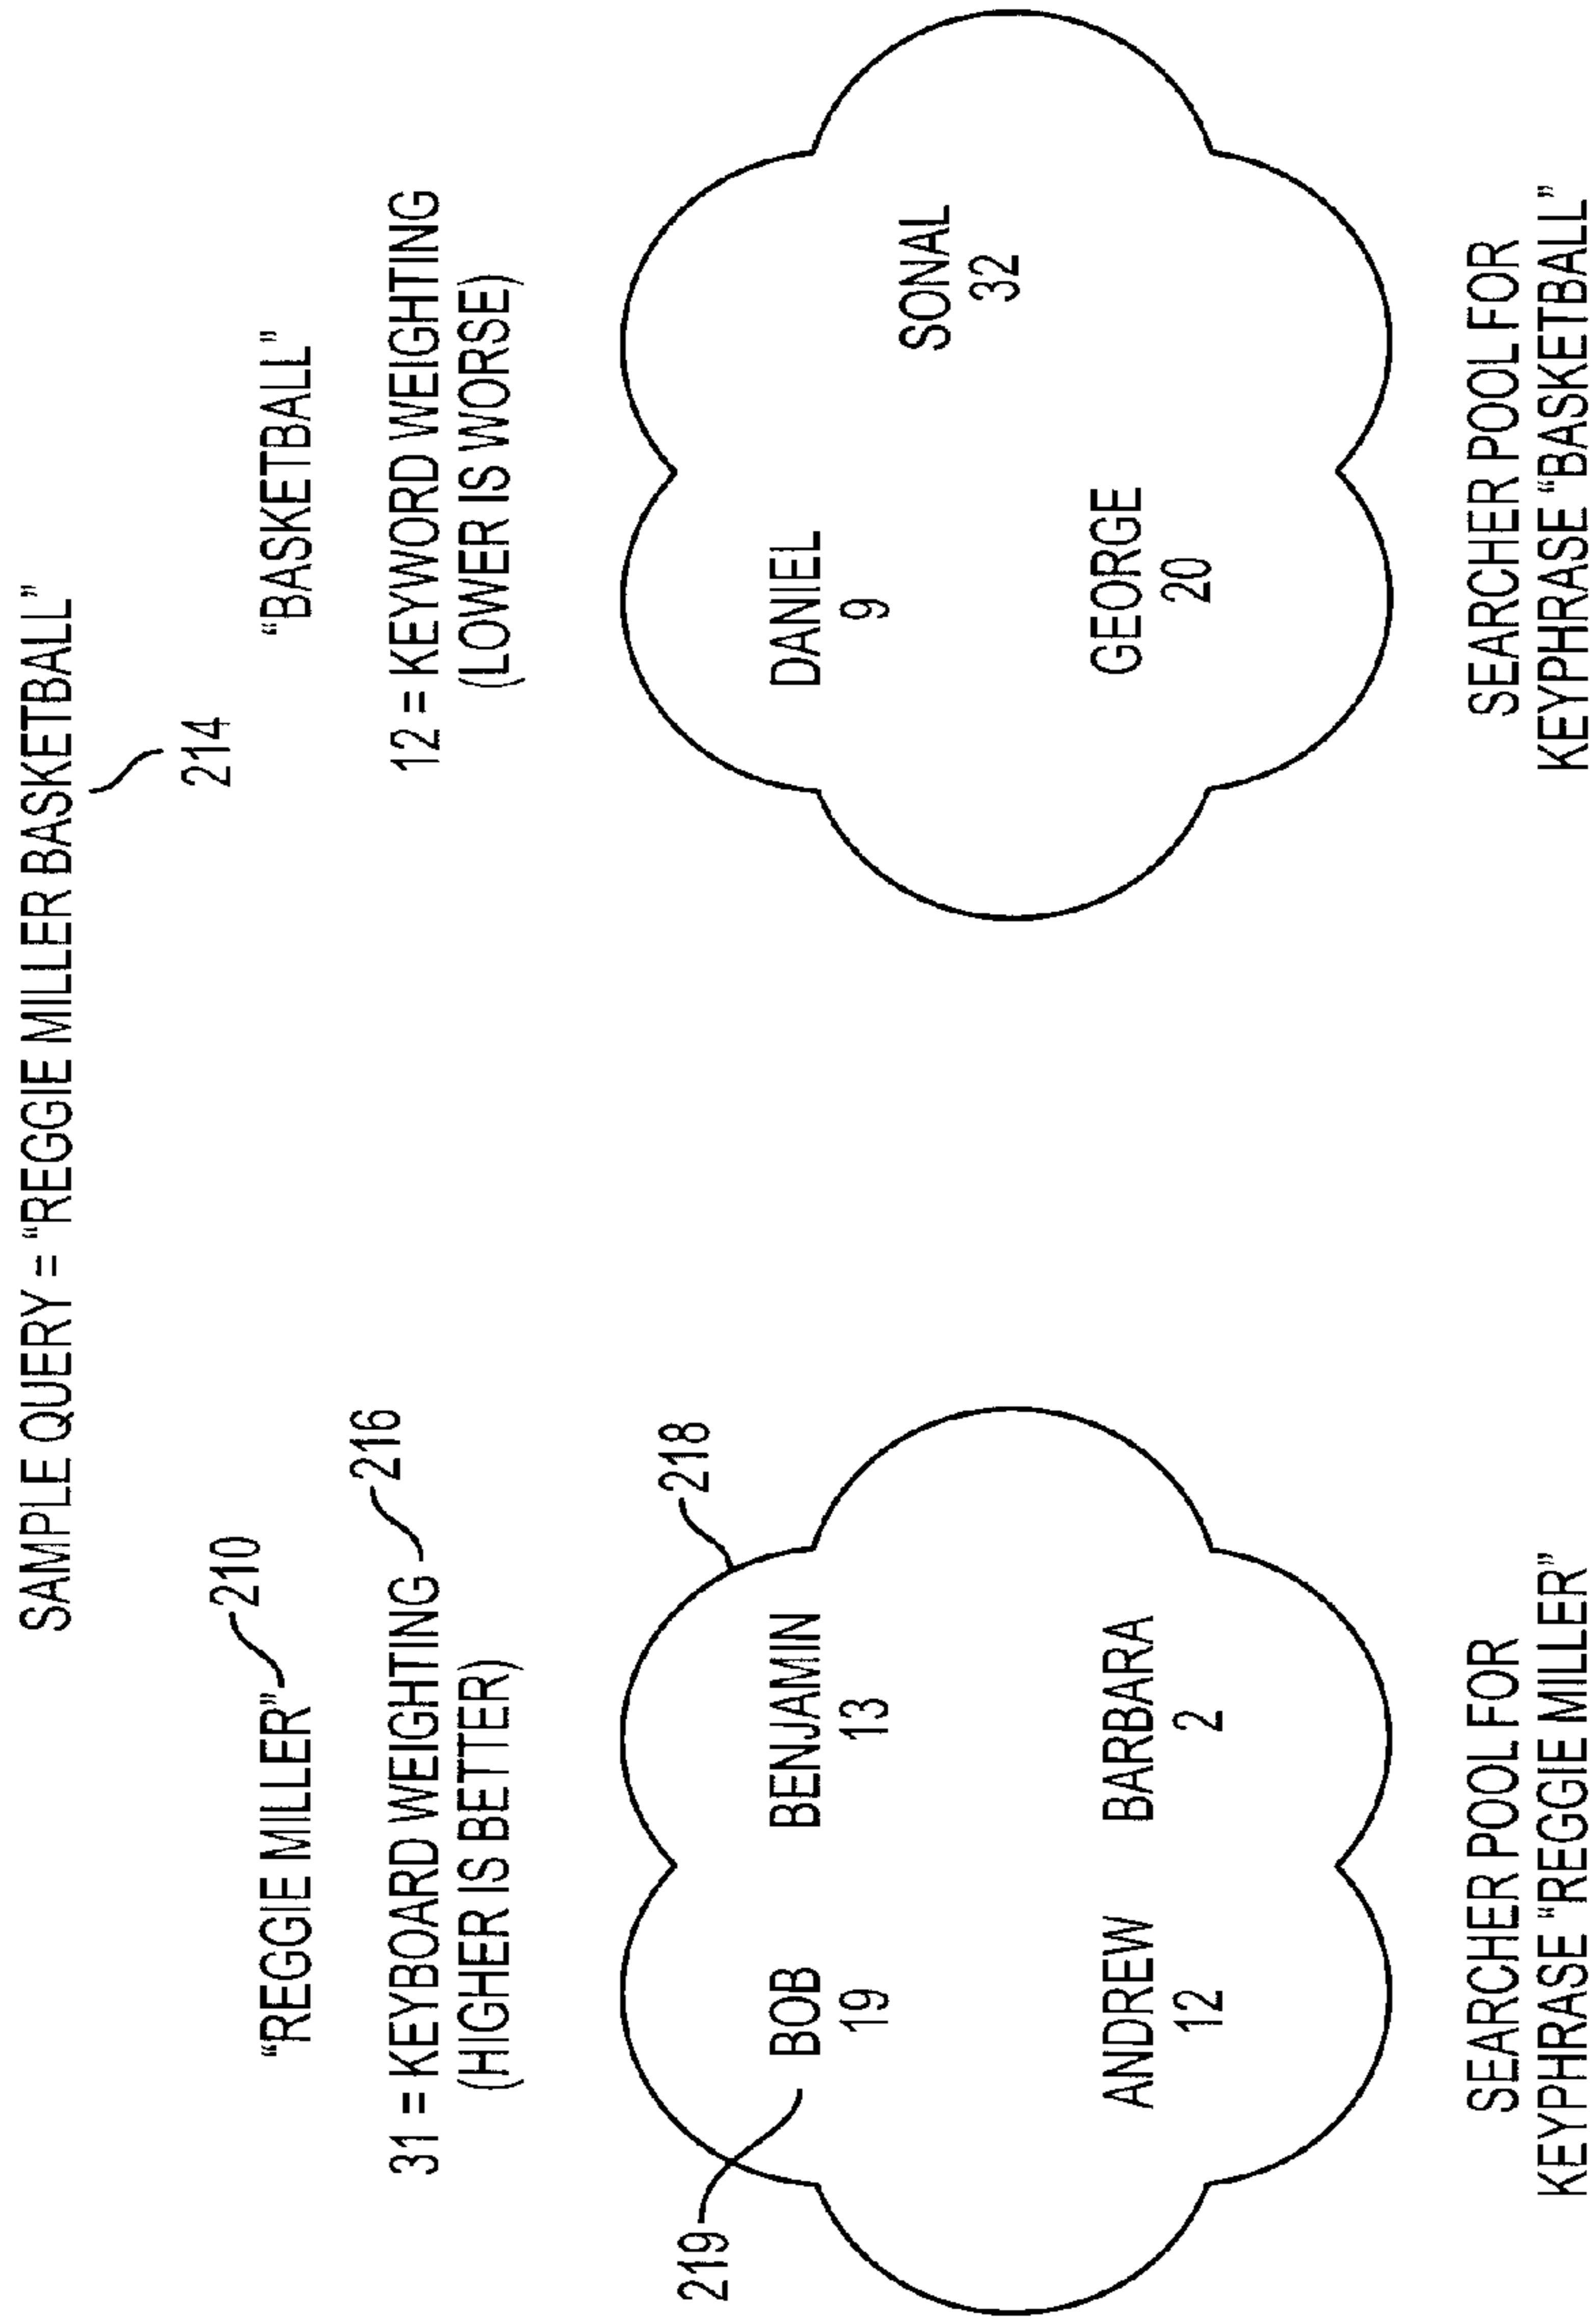 SAMPLE QUERY = “REGGIE MILLER BASKETBALL”
214
“REGGIE MILLER”
210
31 = KEYBOARD WEIGHTING
(HIGHER IS BETTER)
216
218
219
BOB
19
BENJAMIN
13
ANDREW
12
BARBARA
2
SEARCHER POOL FOR
KEYPHRASE “REGGIE MILLER”
“BASKETBALL”
12 = KEYWORD WEIGHTING
(LOWER IS WORSE)
DANIEL
9
SONAL
32
GEORGE
20
SEARCHER POOL FOR
KEYPHRASE “BASKETBALL”